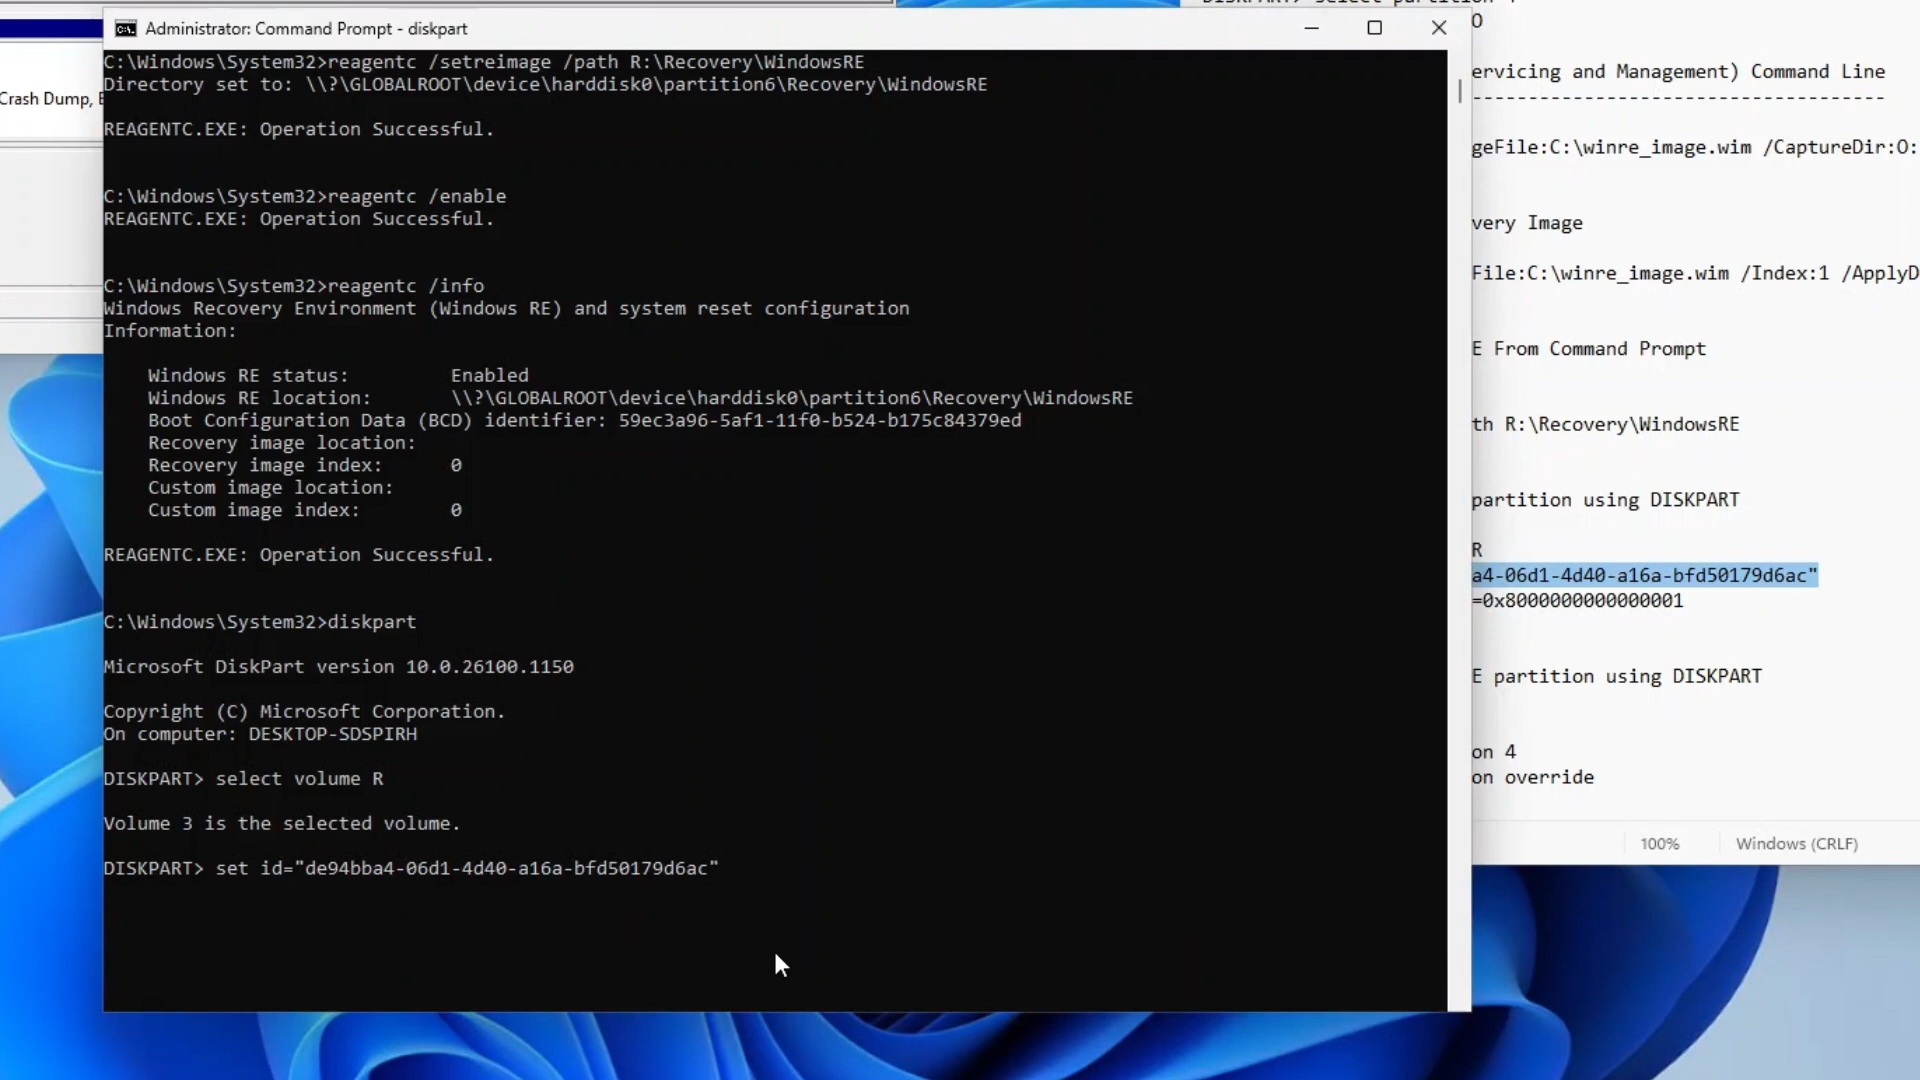 Administrator: Command Prompt - diskpart
C:\Windows\System32>reagentc /setreimage /path R:\Recovery\WindowsRE
Directory set to: \\?\GLOBALROOT\device\harddisk0\partition6\Recovery\WindowsRE
REAGENTC.EXE: Operation Successful.
C:\Windows\System32>reagentc /enable
REAGENTC.EXE: Operation Successful.
C:\Windows\System32>reagentc /info
Windows Recovery Environment (Windows RE) and system reset configuration
Information:
Windows RE status: Enabled
Windows RE location: \\?\GLOBALROOT\device\harddisk0\partition6\Recovery\WindowsRE
Boot Configuration Data (BCD) identifier: 59ec3a96-5af1-11f0-b524-b175c84379ed
Recovery image location:
Recovery image index: 0
Custom image location:
Custom image index: 0
REAGENTC.EXE: Operation Successful.
C:\Windows\System32>diskpart
Microsoft DiskPart version 10.0.26100.1150
Copyright (C) Microsoft Corporation.
On computer: DESKTOP-SDSPIRH
DISKPART> select volume R
Volume 3 is the selected volume.
DISKPART> set id="de94bba4-06d1-4d40-a16a-bfd50179d6ac"
Crash Dump,
O
ervicing and Management) Command Line
-------------------------------------
geFile:C:\winre_image.wim /CaptureDir:O:
very Image
File:C:\winre_image.wim /Index:1 /ApplyD
E From Command Prompt
th R:\Recovery\WindowsRE
partition using DISKPART
R
a4-06d1-4d40-a16a-bfd50179d6ac"
=0x8000000000000001
E partition using DISKPART
on 4
on override
100%
Windows (CRLF)